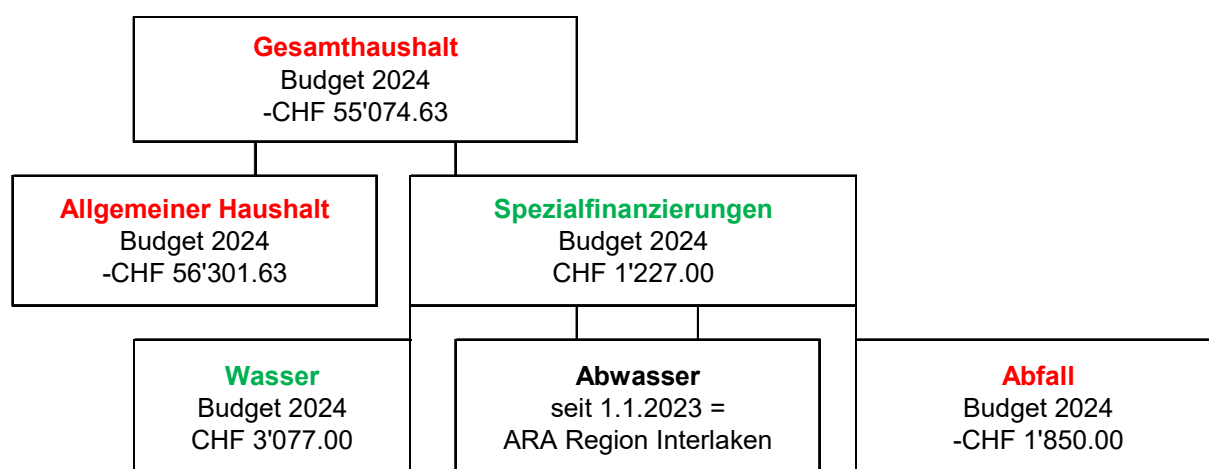 Gesamthaushalt
Budget 2024
-CHF 55'074.63
Allgemeiner Haushalt
Budget 2024
-CHF 56'301.63
Spezialfinanzierungen
Budget 2024
CHF 1'227.00
Wasser
Budget 2024
CHF 3'077.00
Abwasser
seit 1.1.2023 =
ARA Region Interlaken
Abfall
Budget 2024
-CHF 1'850.00